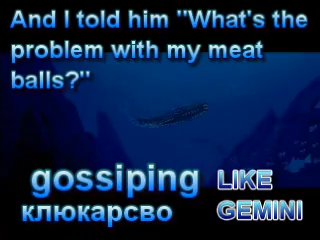 And I told him "What's the
problem with my meat
balls?"
gossiping
клюкарсво
LIKE
GEMINI